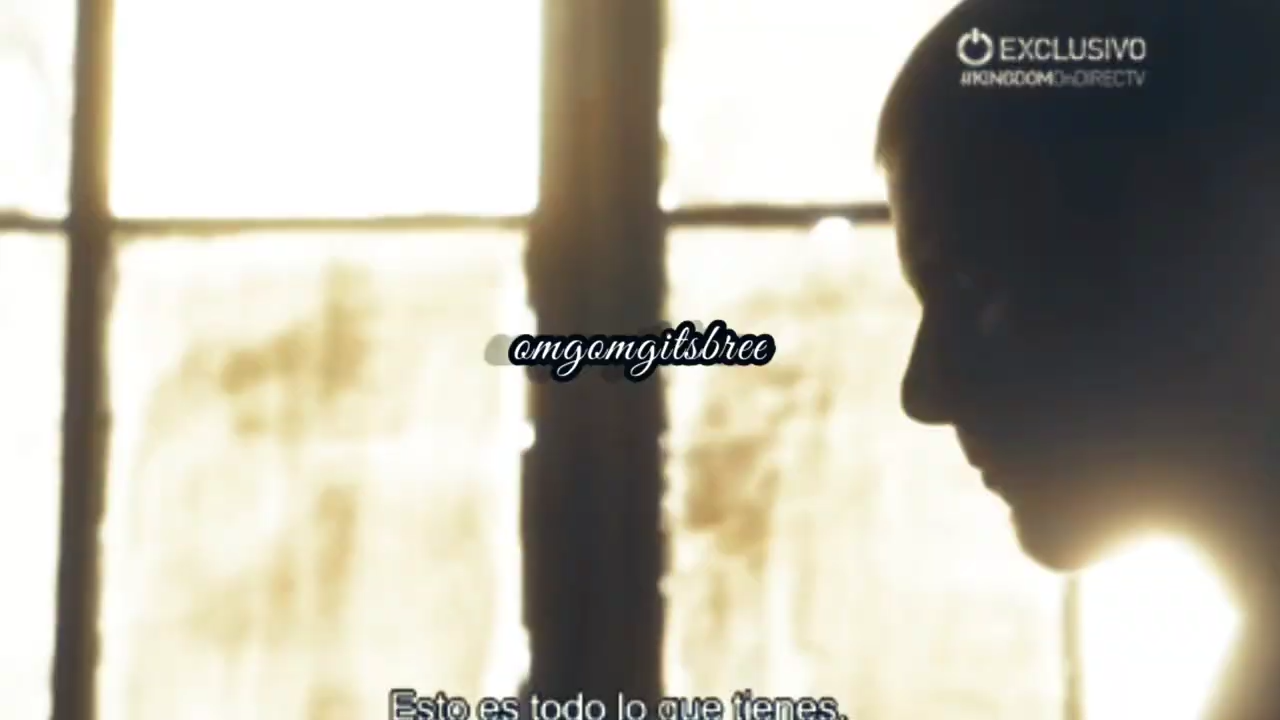 EXCLUSIVO
#KINGDOMOnDIRECTV
omgomgitsbree
Esto es todo lo que tienes.